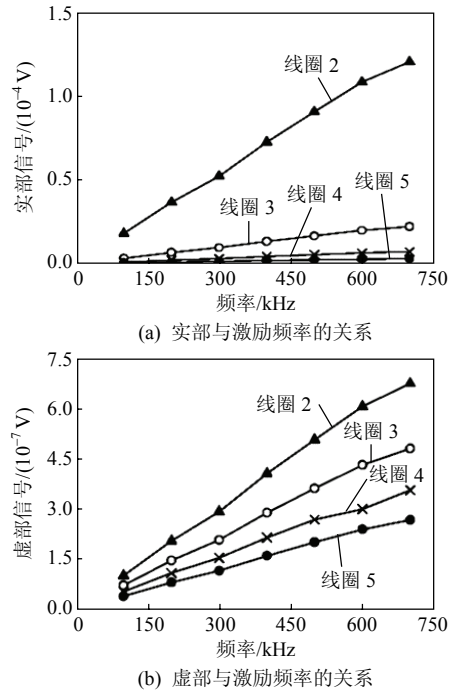 1.5
线圈 2
1.0
实部信号/(10⁻⁴ V)
0.5
线圈 3
线圈 4
线圈 5
0.0
0 150 300 450 600 750
频率/kHz
(a) 实部与激励频率的关系
7.5
线圈 2
6.0
线圈 3
虚部信号/(10⁻⁷ V)
4.5
线圈 4
3.0
1.5
线圈 5
0.0
0 150 300 450 600 750
频率/kHz
(b) 虚部与激励频率的关系